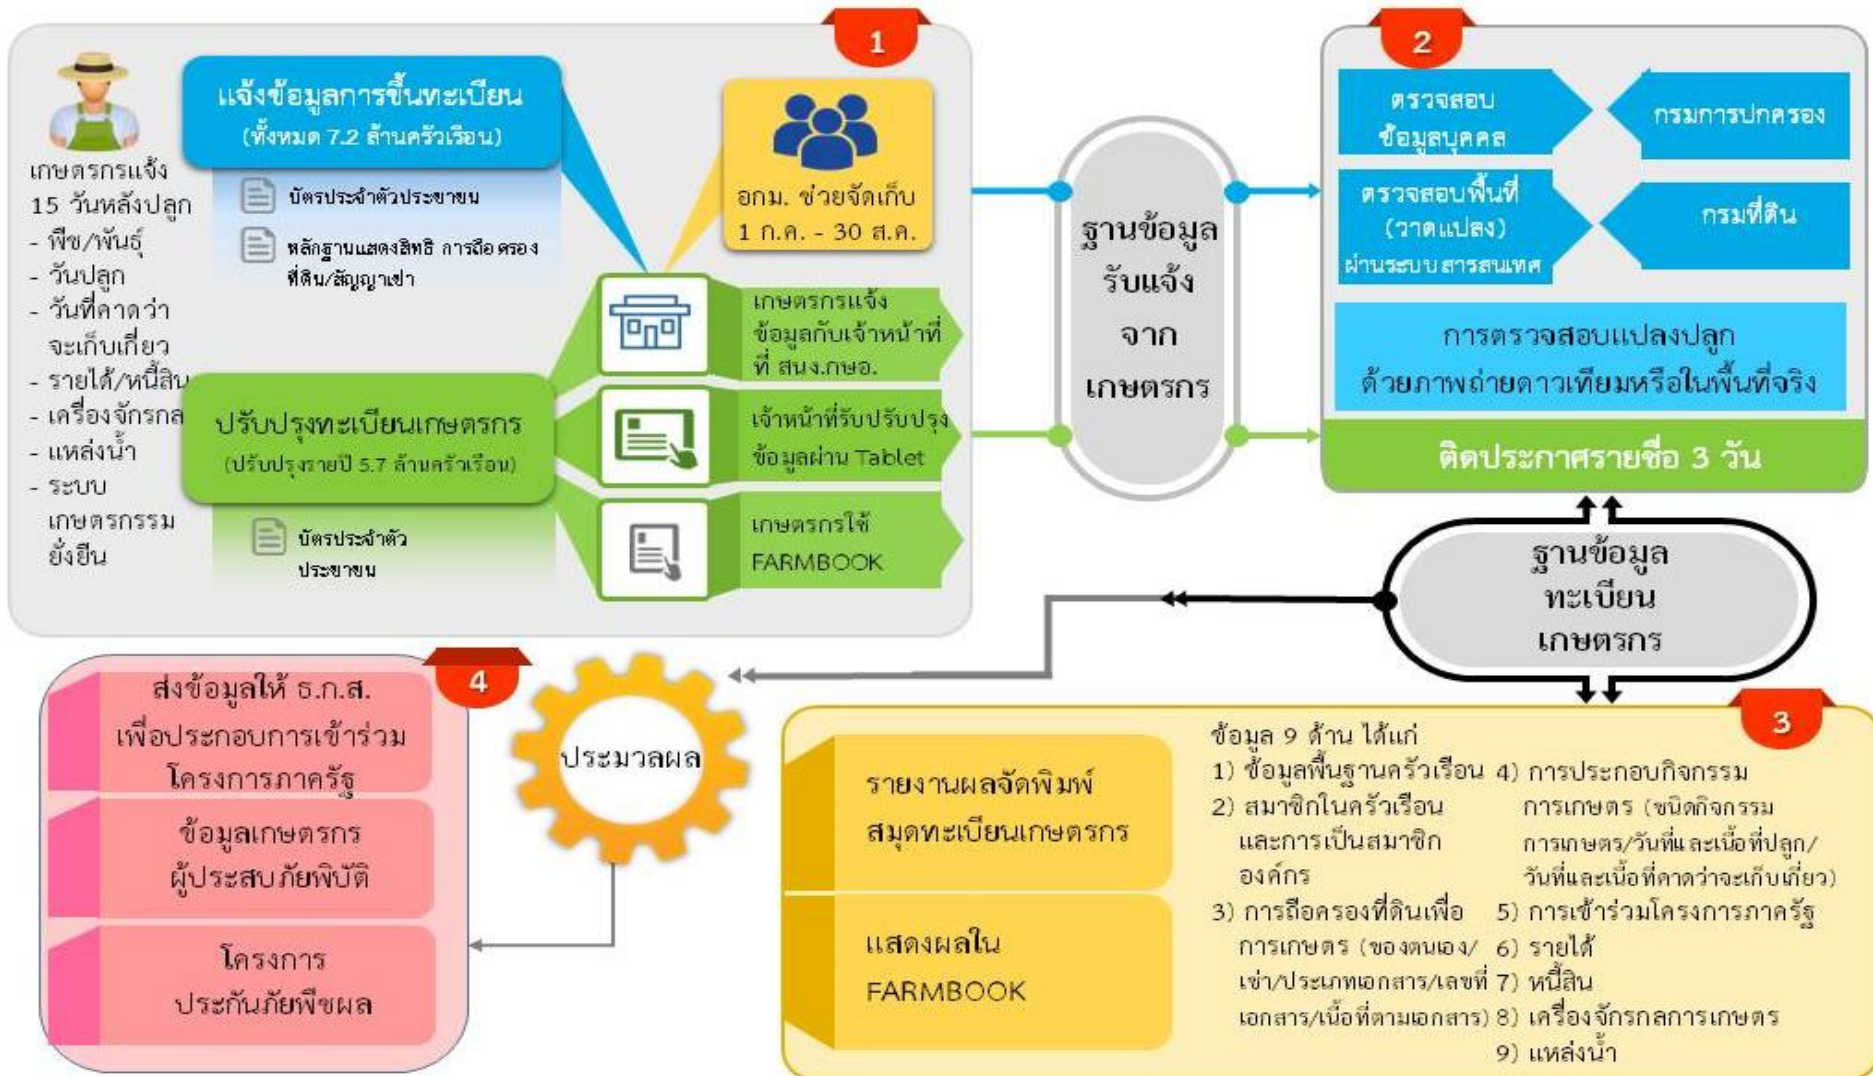 1
เกษตรกรแจ้ง
15 วันหลังปลูก
- พืช/พันธุ์
- วันปลูก
- วันที่คาดว่า
จะเก็บเกี่ยว
- รายได้/หนี้สิน
- เครื่องจักรกล
- แหล่งน้ำ
- ระบบ
เกษตรกรรม
ยั่งยืน
แจ้งข้อมูลการขึ้นทะเบียน
(ทั้งหมด 7.2 ล้านครัวเรือน)
บัตรประจำตัวประชาชน
หลักฐานแสดงสิทธิ การถือครอง
ที่ดิน/สัญญาเช่า
ปรับปรุงทะเบียนเกษตรกร
(ปรับปรุงรายปี 5.7 ล้านครัวเรือน)
บัตรประจำตัว
ประชาชน
อกม. ช่วยจัดเก็บ
1 ก.ค. - 30 ส.ค.
เกษตรกรแจ้ง
ข้อมูลกับเจ้าหน้าที่
ที่ สนง.กษอ.
เจ้าหน้าที่รับปรับปรุง
ข้อมูลผ่าน Tablet
เกษตรกรใช้
FARMBOOK
ฐานข้อมูล
รับแจ้ง
จาก
เกษตรกร
2
ตรวจสอบ
ข้อมูลบุคคล
กรมการปกครอง
ตรวจสอบพื้นที่
(วาดแปลง)
ผ่านระบบสารสนเทศ
กรมที่ดิน
การตรวจสอบแปลงปลูก
ด้วยภาพถ่ายดาวเทียมหรือในพื้นที่จริง
ติดประกาศรายชื่อ 3 วัน
ฐานข้อมูล
ทะเบียน
เกษตรกร
3
รายงานผลจัดพิมพ์
สมุดทะเบียนเกษตรกร
แสดงผลใน
FARMBOOK
ข้อมูล 9 ด้าน ได้แก่
1) ข้อมูลพื้นฐานครัวเรือน
2) สมาชิกในครัวเรือน
และการเป็นสมาชิก
องค์กร
3) การถือครองที่ดินเพื่อ
การเกษตร (ของตนเอง/
เช่า/ประเภทเอกสาร/เลขที่
เอกสาร/เนื้อที่ตามเอกสาร)
4) การประกอบกิจกรรม
การเกษตร (ชนิดกิจกรรม
การเกษตร/วันที่และเนื้อที่ปลูก/
วันที่และเนื้อที่คาดว่าจะเก็บเกี่ยว)
5) การเข้าร่วมโครงการภาครัฐ
6) รายได้
7) หนี้สิน
8) เครื่องจักรกลการเกษตร
9) แหล่งน้ำ
ประมวลผล
4
ส่งข้อมูลให้ ธ.ก.ส.
เพื่อประกอบการเข้าร่วม
โครงการภาครัฐ
ข้อมูลเกษตรกร
ผู้ประสบภัยพิบัติ
โครงการ
ประกันภัยพืชผล